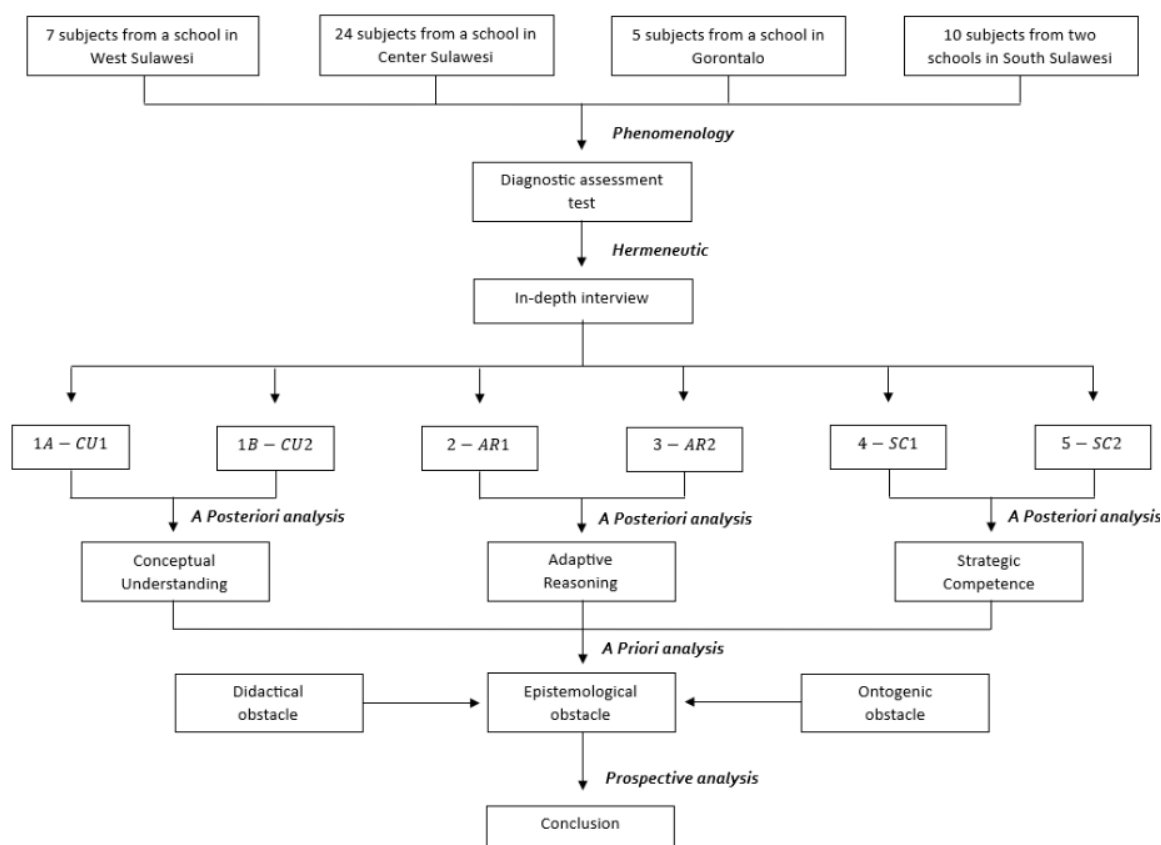 7 subjects from a school in
West Sulawesi
24 subjects from a school in
Center Sulawesi
5 subjects from a school in
Gorontalo
10 subjects from two
schools in South Sulawesi
Phenomenology
Diagnostic assessment
test
Hermeneutic
In-depth interview
1A − CU1
1B − CU2
2 − AR1
3 − AR2
4 − SC1
5 − SC2
A Posteriori analysis
A Posteriori analysis
A Posteriori analysis
Conceptual
Understanding
Adaptive
Reasoning
Strategic
Competence
A Priori analysis
Didactical
obstacle
Epistemological
obstacle
Ontogenic
obstacle
Prospective analysis
Conclusion